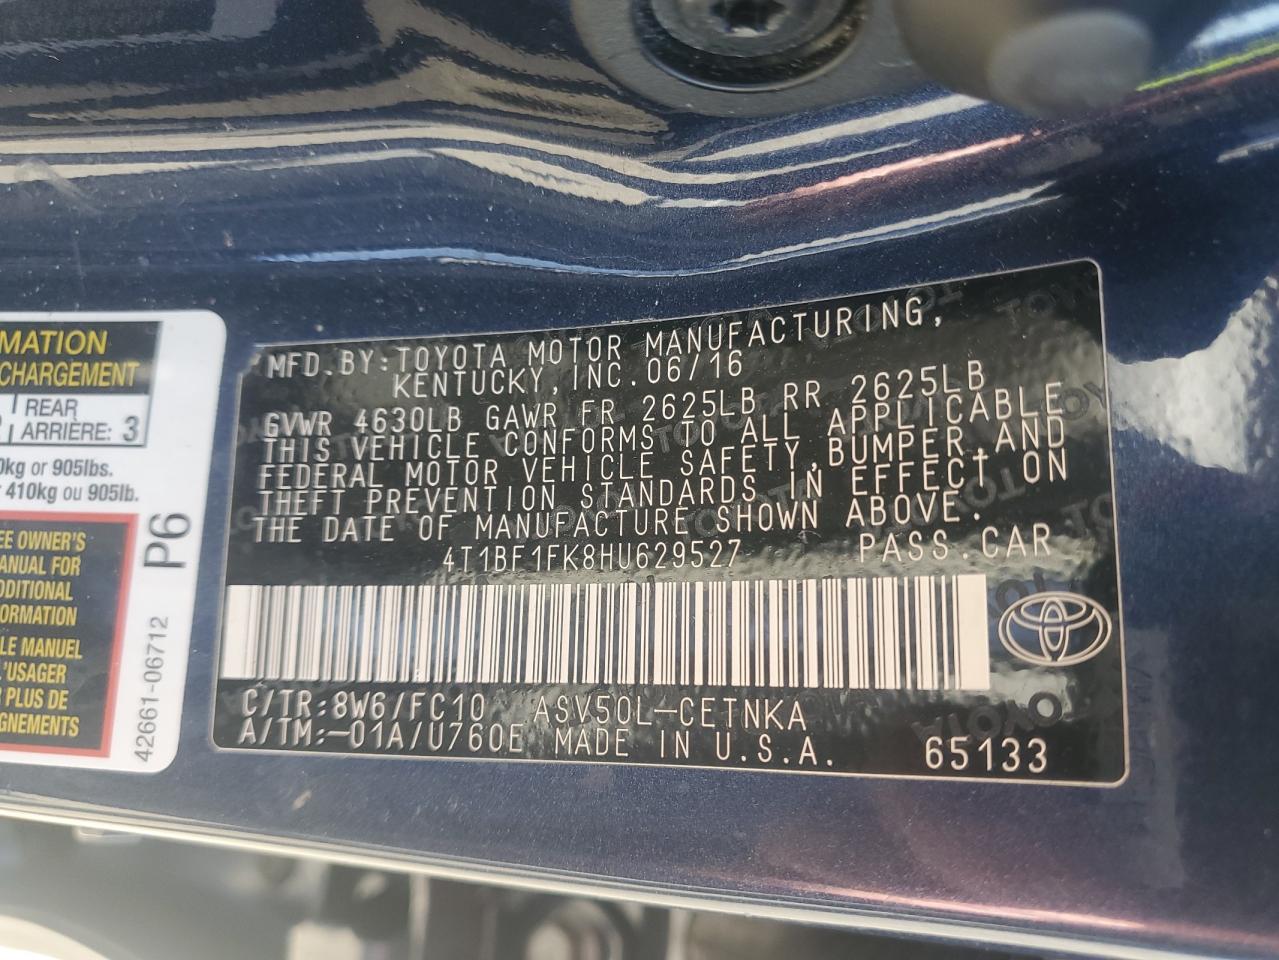 MATION
CHARGEMENT
REAR
ARRIÈRE: 3
kg or 905lbs.
410kg ou 905lb.
EE OWNER'S
MANUAL FOR
DDITIONAL
FORMATION
LE MANUEL
L'USAGER
PLUS DE
GNEMENTS
P6
42661-06712
MFD.BY:TOYOTA MOTOR MANUFACTURING,
KENTUCKY,INC.06/16
GVWR 4630LB GAWR FR 2625LB RR 2625LB
THIS VEHICLE CONFORMS TO ALL APPLICABLE
FEDERAL MOTOR VEHICLE SAFETY,BUMPER,AND
THEFT PREVENTION STANDARDS IN EFFECT ON
THE DATE OF MANUFACTURE SHOWN ABOVE.
4T1BF1FK8HU629527 PASS.CAR
C/TR:8W6/FC10 ASV50L-CETNKA
A/TM:-01A/U760E MADE IN U.S.A. 65133